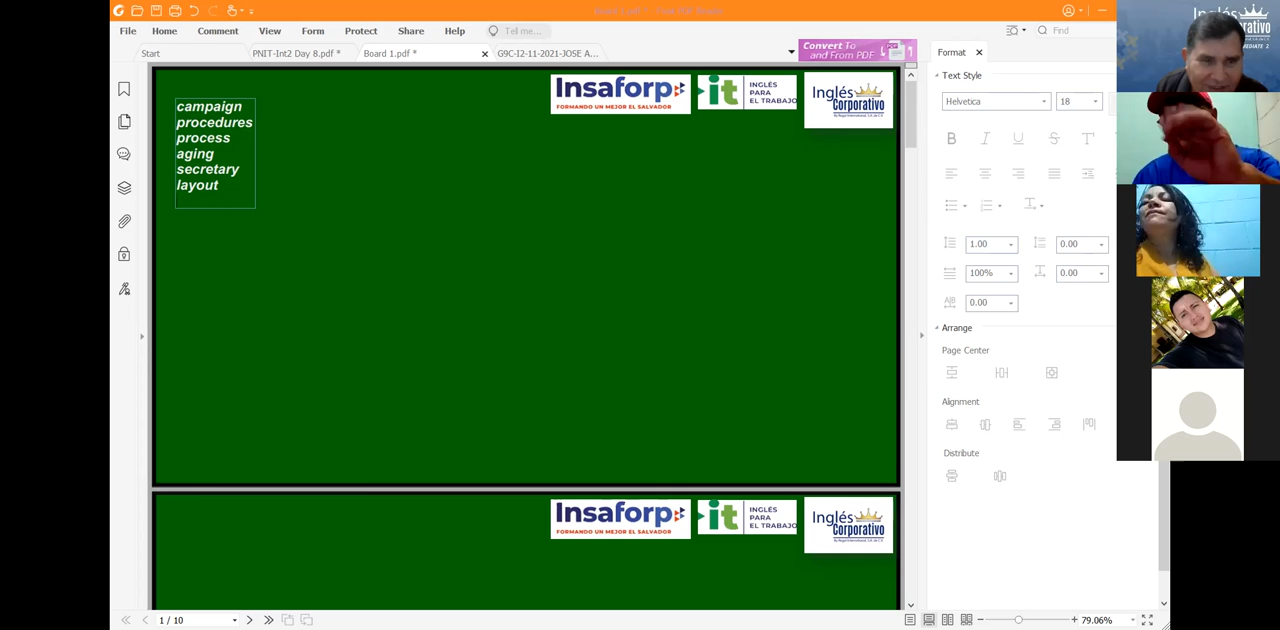 File Home Comment View Form Protect Share Help Tell me... Find
Start PNIT-Int2 Day 8.pdf * Board 1.pdf * G9C-I2-11-2021-JOSE A...
Convert To
and From PDF
Format
Text Style
Helvetica 18
1.00 0.00
100% 0.00
0.00
Arrange
Page Center
Alignment
Distribute
campaign
procedures
process
aging
secretary
layout
Insaforp
FORMANDO UN MEJOR EL SALVADOR
it INGLÉS
PARA
EL TRABAJO
Inglés
Corporativo
Insaforp
FORMANDO UN MEJOR EL SALVADOR
it INGLÉS
PARA
EL TRABAJO
Inglés
Corporativo
1 / 10
79.06%
Inglés